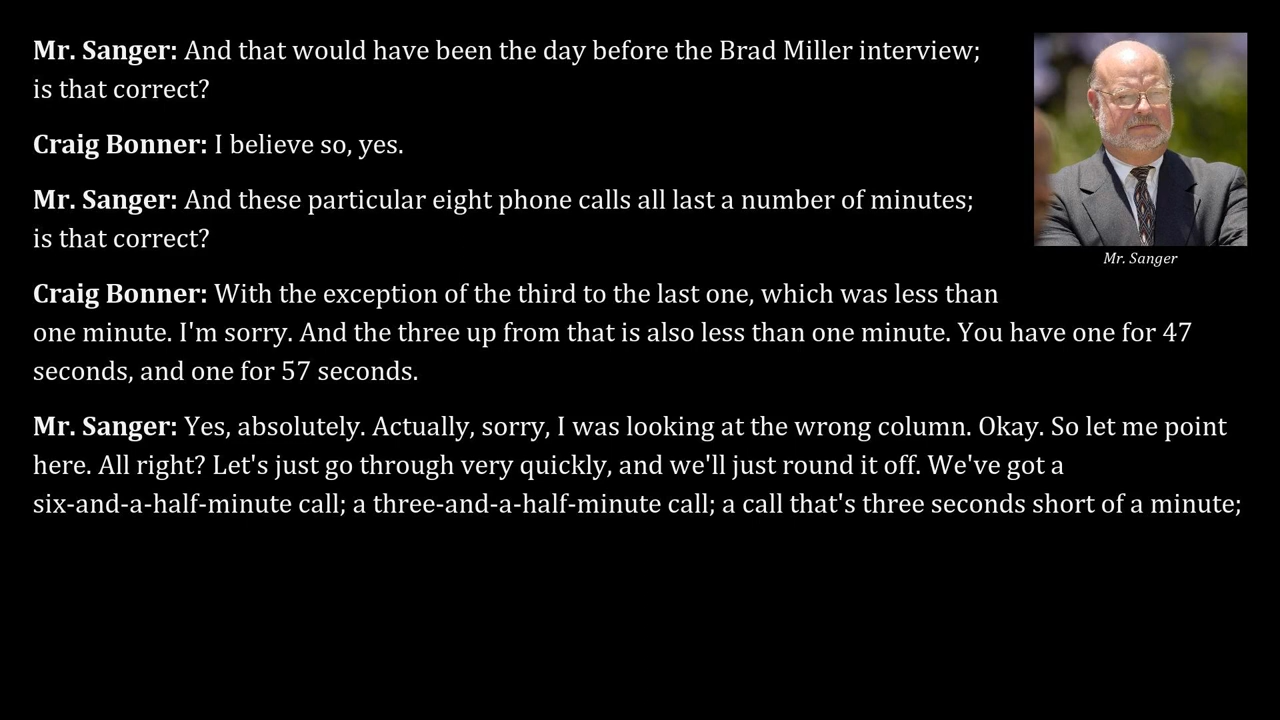 Mr. Sanger: And that would have been the day before the Brad Miller interview;
is that correct?
Craig Bonner: I believe so, yes.
Mr. Sanger: And these particular eight phone calls all last a number of minutes;
is that correct?
Mr. Sanger
Craig Bonner: With the exception of the third to the last one, which was less than
one minute. I'm sorry. And the three up from that is also less than one minute. You have one for 47
seconds, and one for 57 seconds.
Mr. Sanger: Yes, absolutely. Actually, sorry, I was looking at the wrong column. Okay. So let me point
here. All right? Let's just go through very quickly, and we'll just round it off. We've got a
six-and-a-half-minute call; a three-and-a-half-minute call; a call that's three seconds short of a minute;